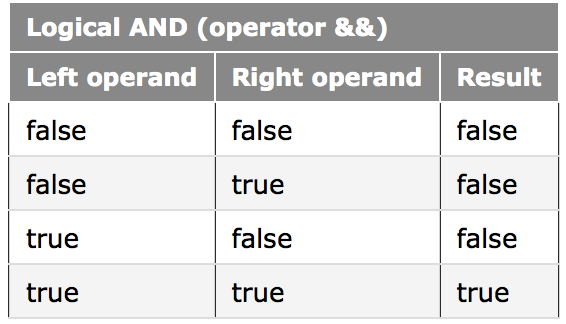 Logical AND (operator &&)
Left operand Right operand Result
false false false
false true false
true false false
true true true